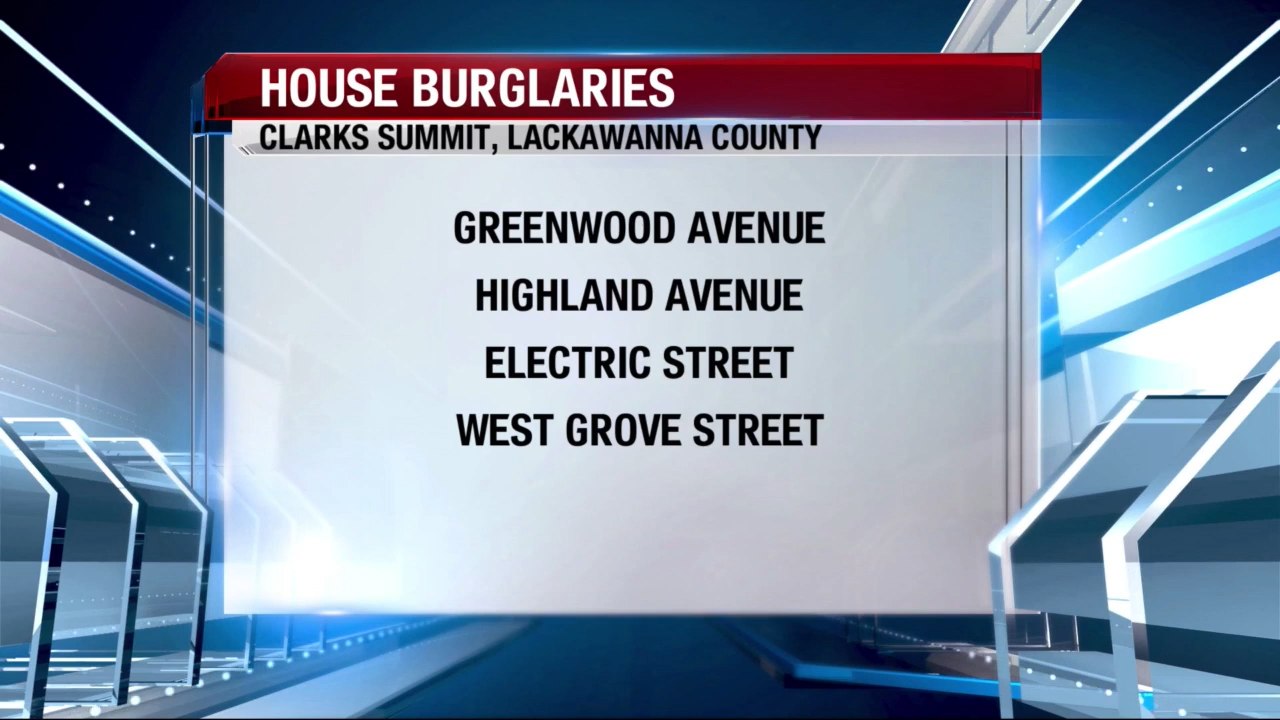 HOUSE BURGLARIES
CLARKS SUMMIT, LACKAWANNA COUNTY
GREENWOOD AVENUE
HIGHLAND AVENUE
ELECTRIC STREET
WEST GROVE STREET